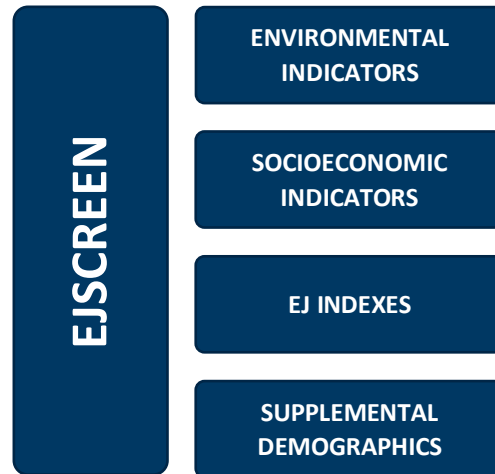 EJSCREEN
ENVIRONMENTAL
INDICATORS
SOCIOECONOMIC
INDICATORS
EJ INDEXES
SUPPLEMENTAL
DEMOGRAPHICS